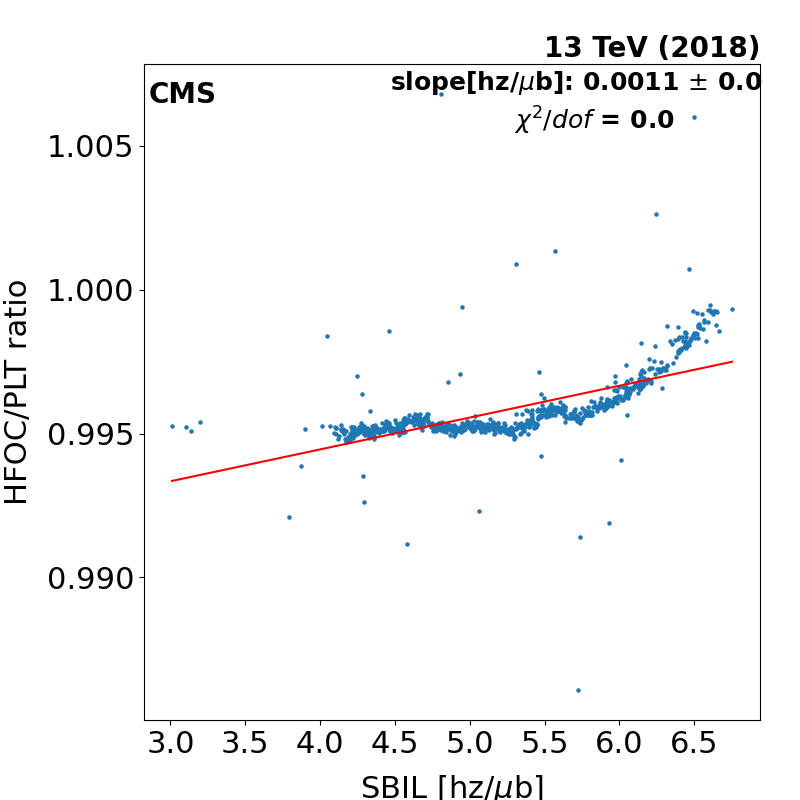 13 TeV (2018)
CMS
slope[hz/μb]: 0.0011 ± 0.0
χ²/dof = 0.0
HFOC/PLT ratio
1.005
1.000
0.995
0.990
3.0 3.5 4.0 4.5 5.0 5.5 6.0 6.5
SBIL [hz/μb]